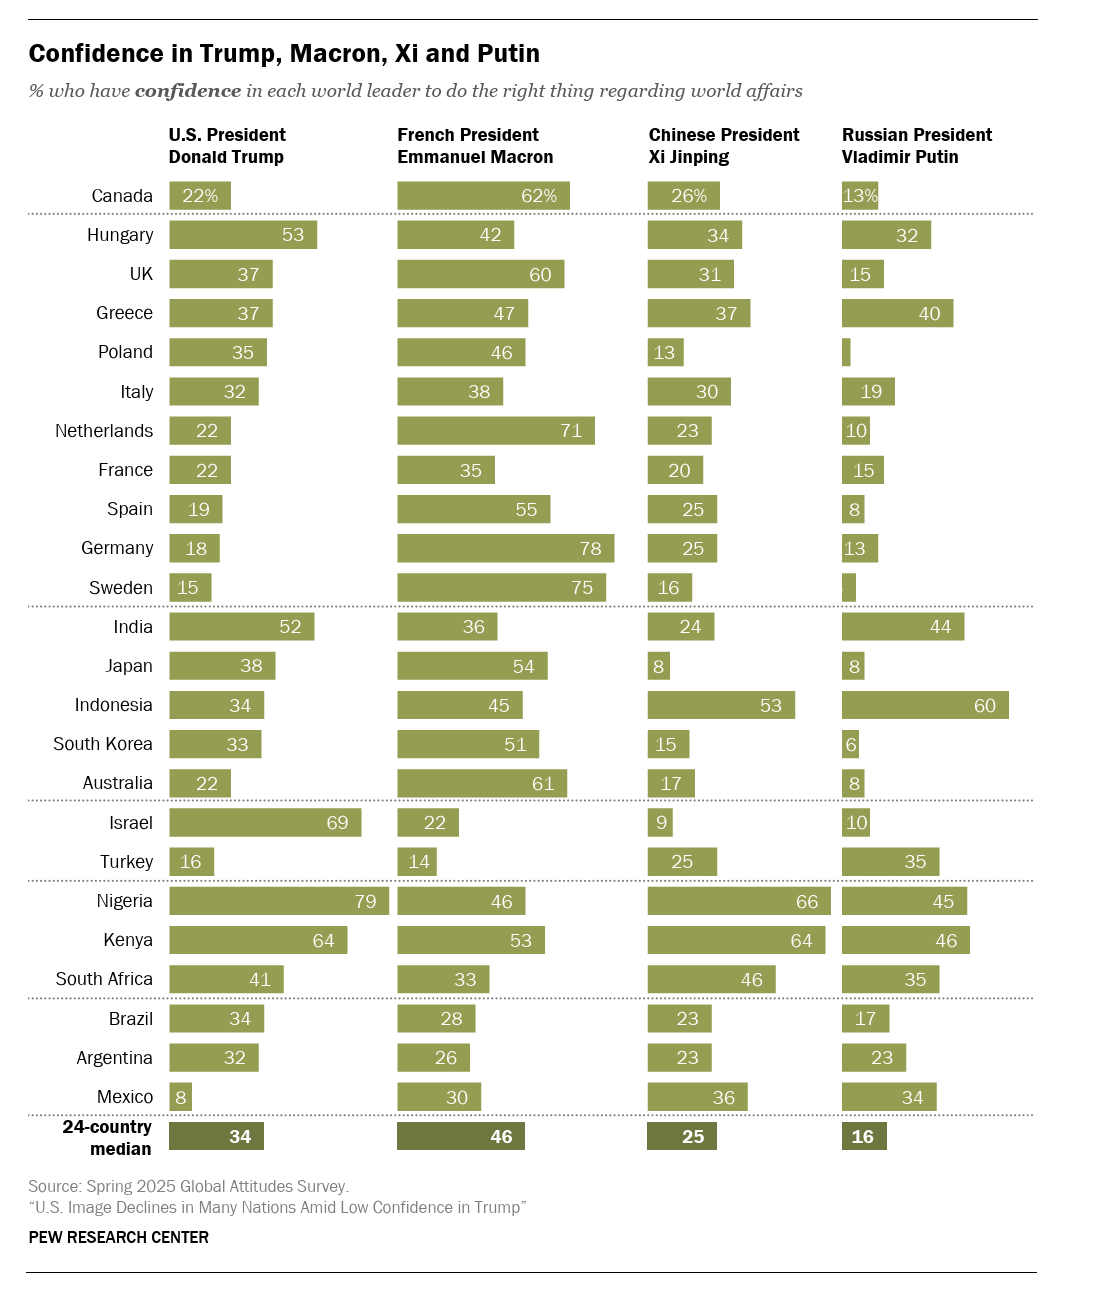 Confidence in Trump, Macron, Xi and Putin
% who have confidence in each world leader to do the right thing regarding world affairs
U.S. President Donald Trump
French President Emmanuel Macron
Chinese President Xi Jinping
Russian President Vladimir Putin
Canada 22% 62% 26% 13%
Hungary 53 42 34 32
UK 37 60 31 15
Greece 37 47 37 40
Poland 35 46 13
Italy 32 38 30 19
Netherlands 22 71 23 10
France 22 35 20 15
Spain 19 55 25 8
Germany 18 78 25 13
Sweden 15 75 16
India 52 36 24 44
Japan 38 54 8 8
Indonesia 34 45 53 60
South Korea 33 51 15 6
Australia 22 61 17 8
Israel 69 22 9 10
Turkey 16 14 25 35
Nigeria 79 46 66 45
Kenya 64 53 64 46
South Africa 41 33 46 35
Brazil 34 28 23 17
Argentina 32 26 23 23
Mexico 8 30 36 34
24-country median 34 46 25 16
Source: Spring 2025 Global Attitudes Survey.
“U.S. Image Declines in Many Nations Amid Low Confidence in Trump”
PEW RESEARCH CENTER